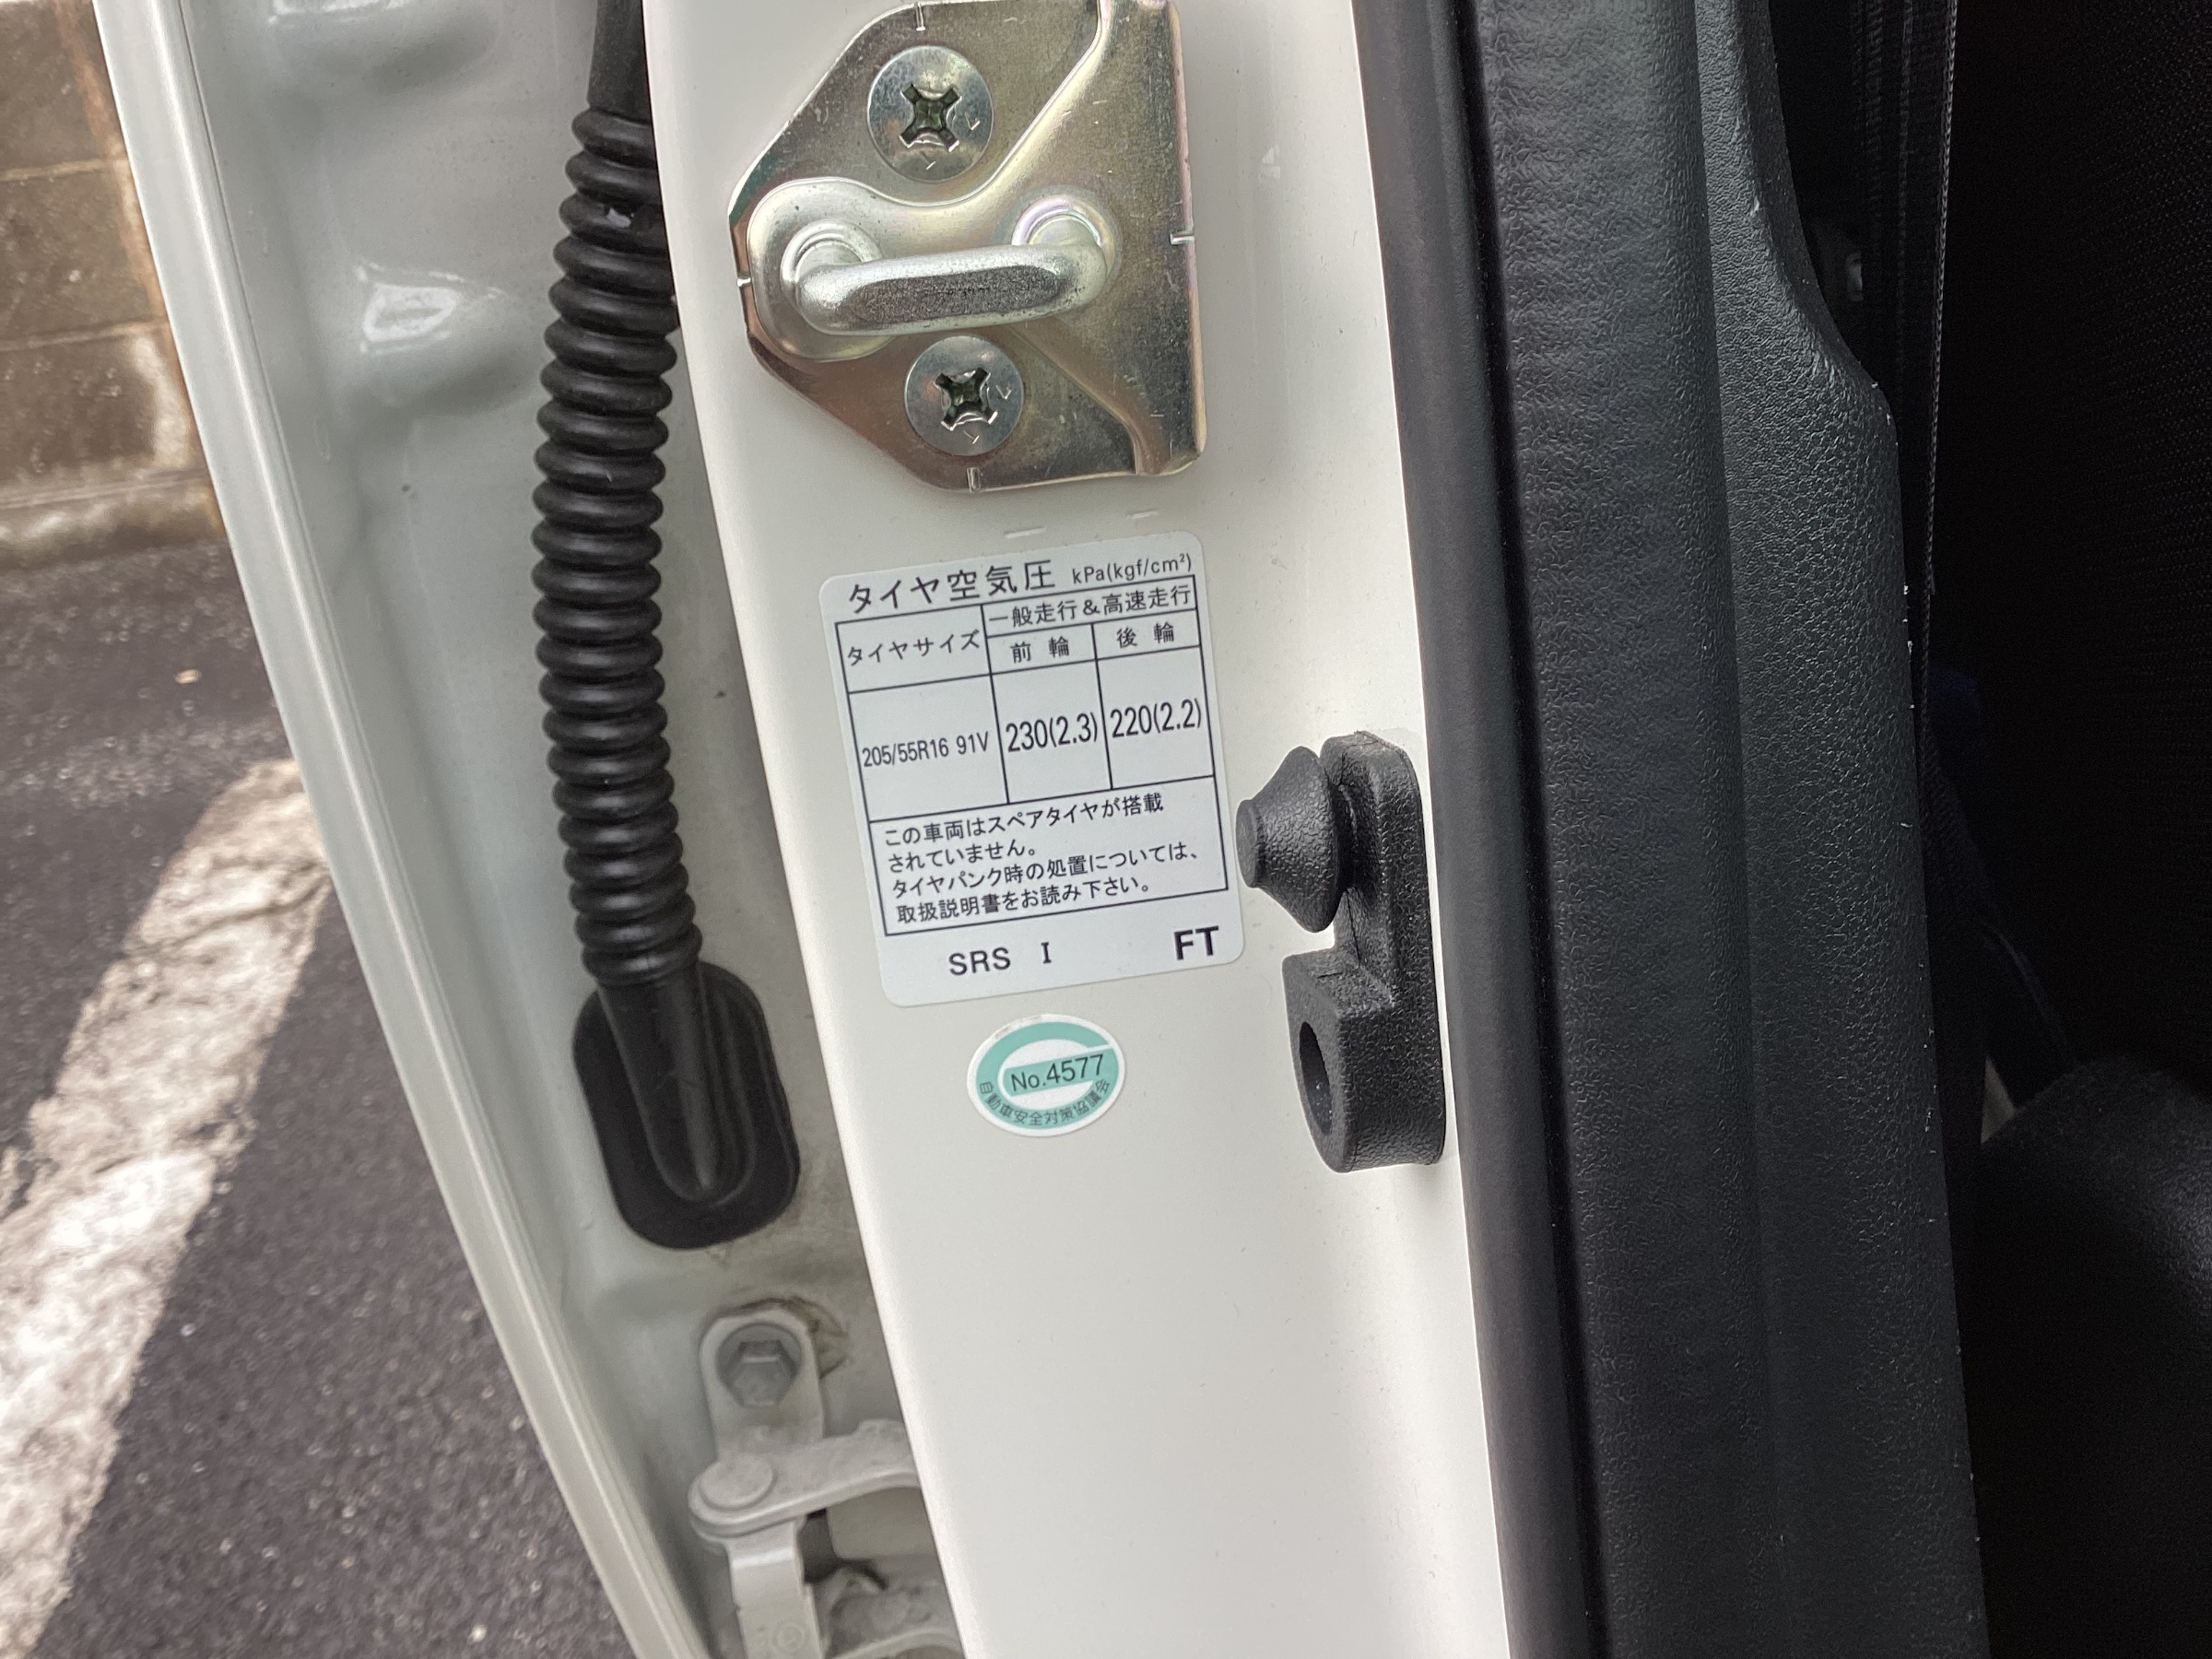 タイヤ空気圧 kPa(kgf/cm²)
タイヤサイズ 一般走行&高速走行
前輪 後輪
205/55R16 91V 230(2.3) 220(2.2)
この車両はスペアタイヤが搭載
されていません。
タイヤパンク時の処置については、
取扱説明書をお読み下さい。
SRS I FT
No.4577
自動車安全対策協議会